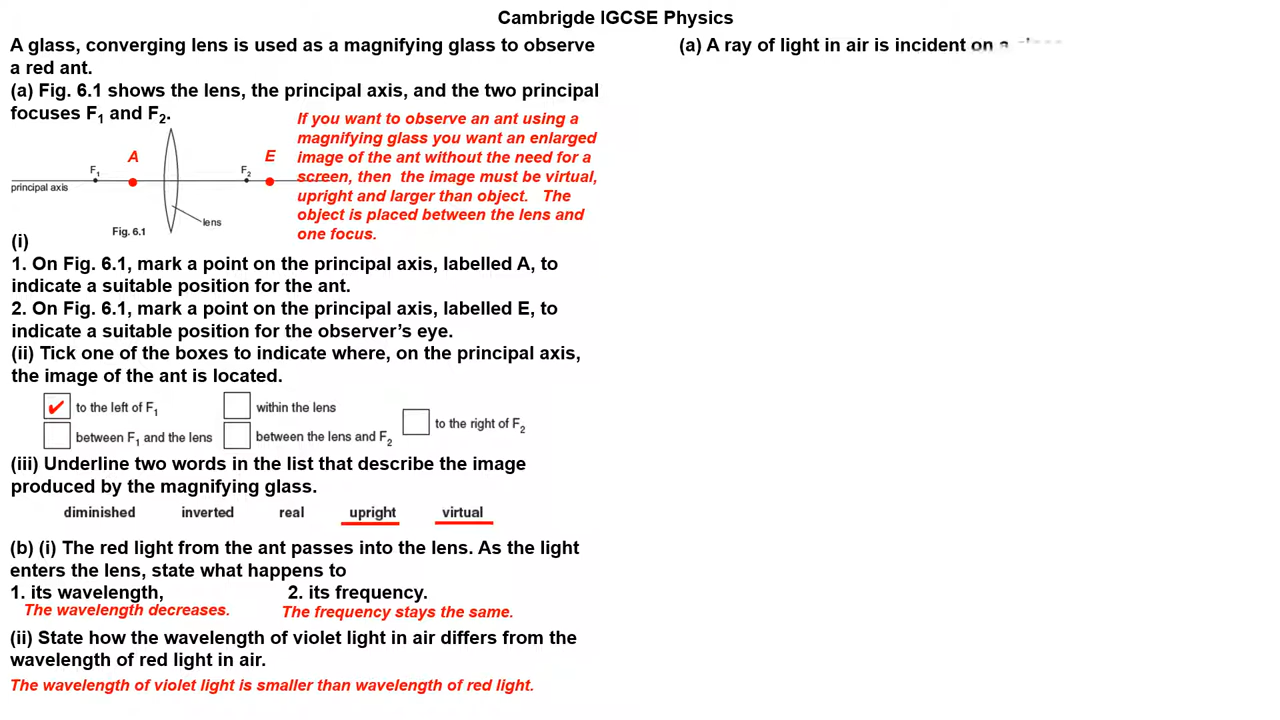 Cambrigde IGCSE Physics
A glass, converging lens is used as a magnifying glass to observe
a red ant.
(a) Fig. 6.1 shows the lens, the principal axis, and the two principal
focuses F1 and F2.
If you want to observe an ant using a
magnifying glass you want an enlarged
image of the ant without the need for a
screen, then the image must be virtual,
upright and larger than object. The
object is placed between the lens and
one focus.
A
E
F1
F2
principal axis
lens
Fig. 6.1
(i)
1. On Fig. 6.1, mark a point on the principal axis, labelled A, to
indicate a suitable position for the ant.
2. On Fig. 6.1, mark a point on the principal axis, labelled E, to
indicate a suitable position for the observer's eye.
(ii) Tick one of the boxes to indicate where, on the principal axis,
the image of the ant is located.
to the left of F1
within the lens
to the right of F2
between F1 and the lens
between the lens and F2
(iii) Underline two words in the list that describe the image
produced by the magnifying glass.
diminished inverted real upright virtual
(b) (i) The red light from the ant passes into the lens. As the light
enters the lens, state what happens to
1. its wavelength, 2. its frequency.
The wavelength decreases. The frequency stays the same.
(ii) State how the wavelength of violet light in air differs from the
wavelength of red light in air.
The wavelength of violet light is smaller than wavelength of red light.
(a) A ray of light in air is incident on a